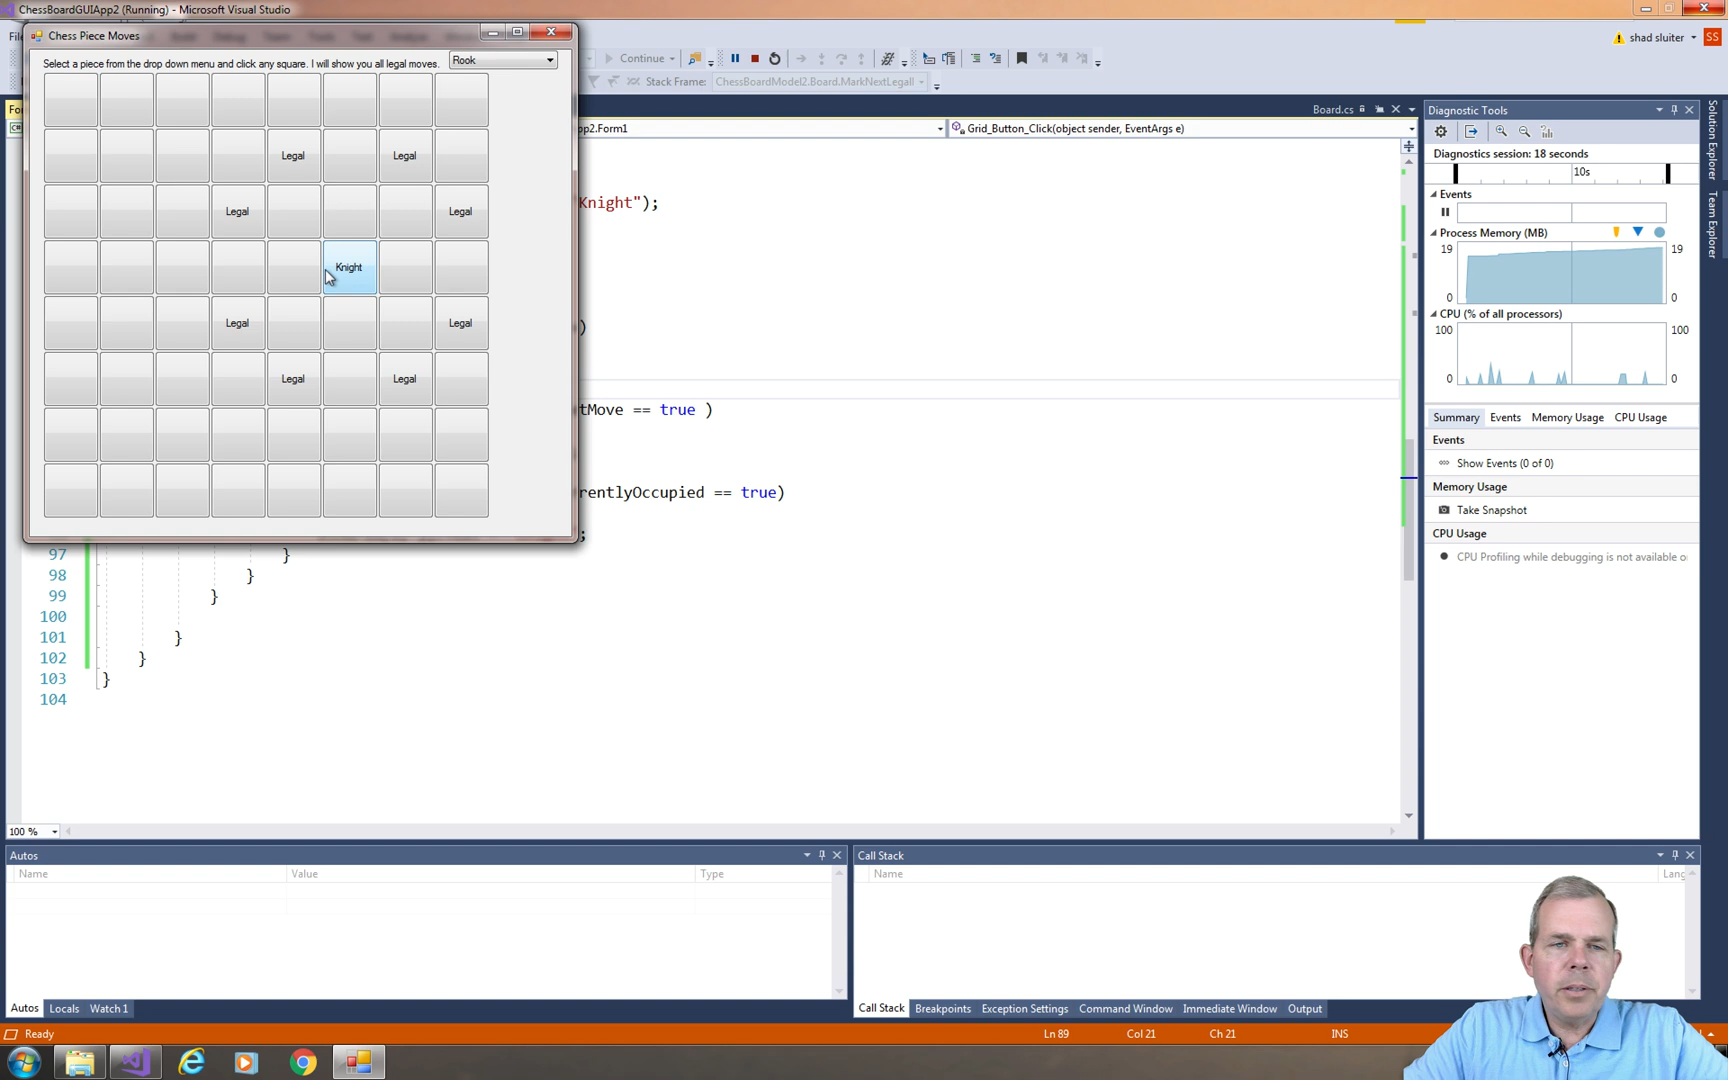 ChessBoardGUIApp2 (Running) - Microsoft Visual Studio
Chess Piece Moves
Select a piece from the drop down menu and click any square. I will show you all legal moves.
Rook
Continue
shad sluiter
SS
Stack Frame:
ChessBoardModel2.Board.MarkNextLegalI
Board.cs
pp2.Form1
Grid_Button_Click(object sender, EventArgs e)
Legal
Legal
Legal
Legal
Knight
Legal
Legal
Legal
Legal
Knight");
)
tMove == true )
rentlyOccupied == true)
;
97 }
98 }
99 }
100
101 }
102 }
103 }
104
100 %
Diagnostic Tools
Diagnostics session: 18 seconds
10s
Events
Process Memory (MB)
19 19
0 0
CPU (% of all processors)
100 100
0 0
Summary Events Memory Usage CPU Usage
Events
Show Events (0 of 0)
Memory Usage
Take Snapshot
CPU Usage
CPU Profiling while debugging is not available o
Solution Explorer
Team Explorer
Autos
Name Value Type
Autos Locals Watch 1
Call Stack
Name Lang
Call Stack Breakpoints Exception Settings Command Window Immediate Window Output
Ready
Ln 89 Col 21 Ch 21 INS